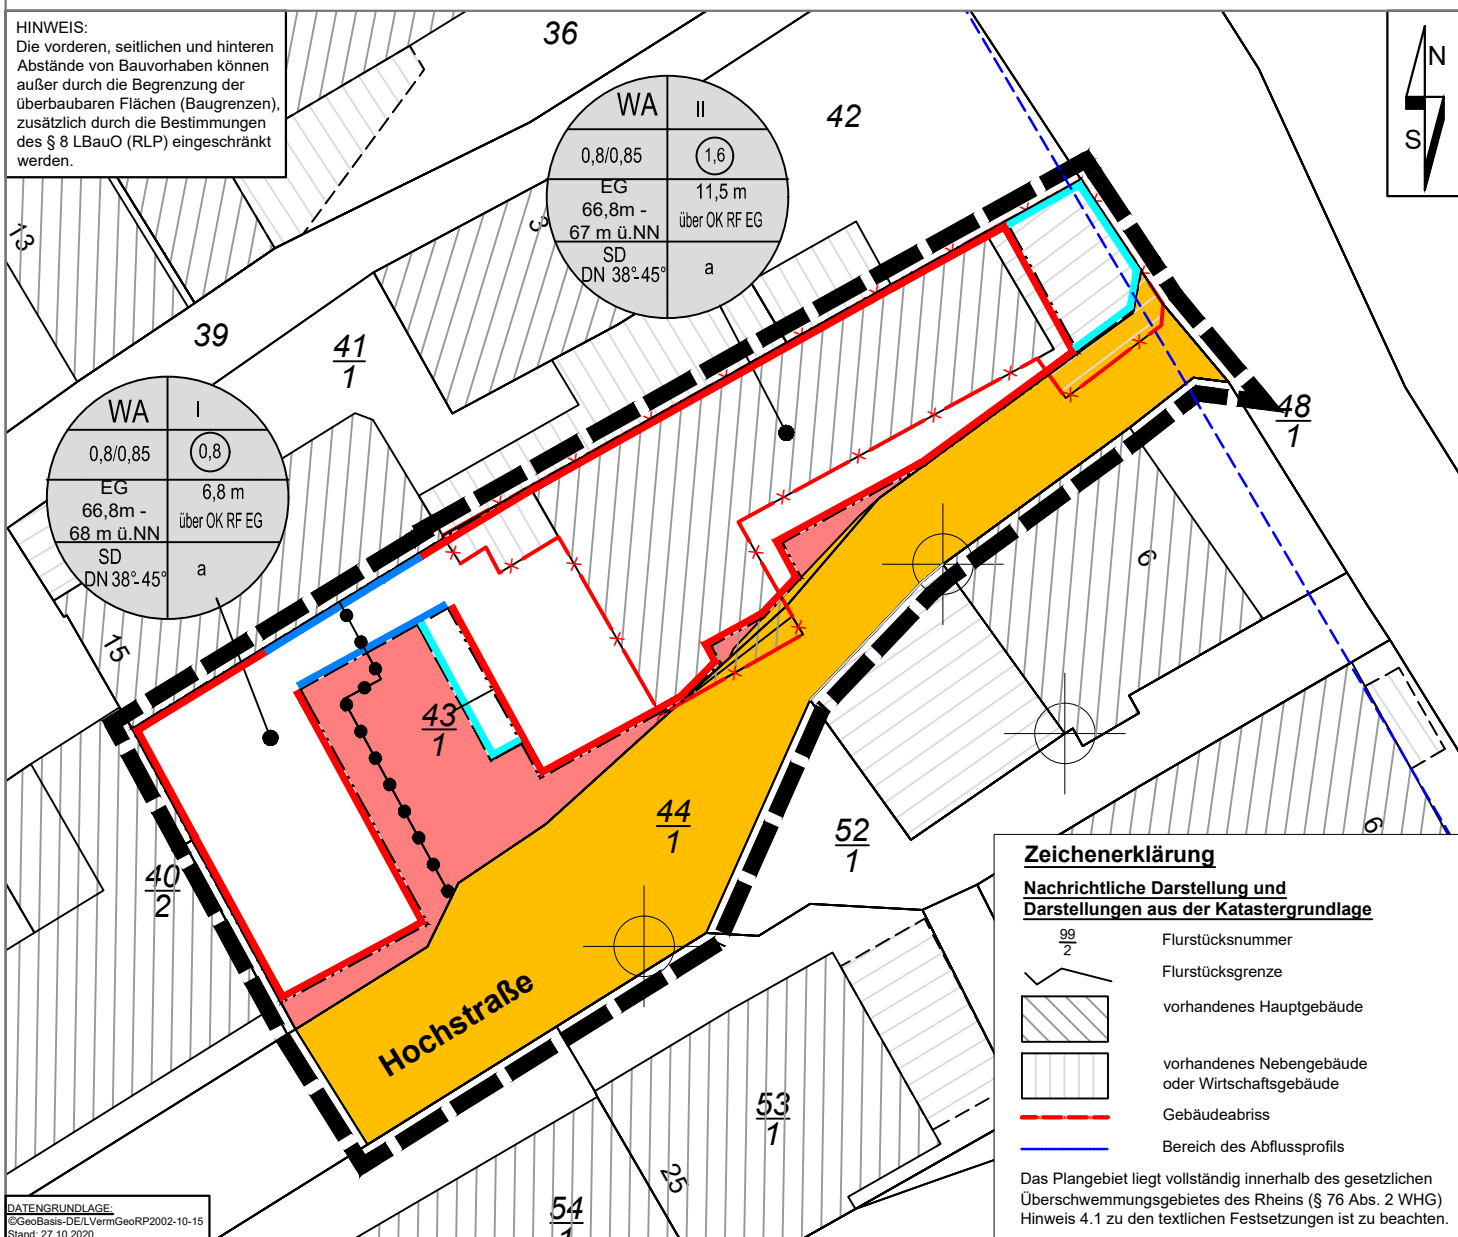 HINWEIS:
Die vorderen, seitlichen und hinteren
Abstände von Bauvorhaben können
außer durch die Begrenzung der
überbaubaren Flächen (Baugrenzen),
zusätzlich durch die Bestimmungen
des § 8 LBauO (RLP) eingeschränkt
werden.
36
42
N
S
WA II
0,8/0,85 1,6
EG
66,8m -
67 m ü.NN
11,5 m
über OK RF EG
SD
DN 38°-45°
a
13
3
39
41
1
48
1
WA I
0,8/0,85 0,8
EG
66,8m -
68 m ü.NN
6,8 m
über OK RF EG
SD
DN 38°-45°
a
15
6
43
1
44
1
52
1
40
2
6
Hochstraße
53
1
25
54
1
Zeichenerklärung
Nachrichtliche Darstellung und
Darstellungen aus der Katastergrundlage
99
2
Flurstücksnummer
Flurstücksgrenze
vorhandenes Hauptgebäude
vorhandenes Nebengebäude
oder Wirtschaftsgebäude
Gebäudeabriss
Bereich des Abflussprofils
Das Plangebiet liegt vollständig innerhalb des gesetzlichen
Überschwemmungsgebietes des Rheins (§ 76 Abs. 2 WHG)
Hinweis 4.1 zu den textlichen Festsetzungen ist zu beachten.
DATENGRUNDLAGE:
©GeoBasis-DE/LVermGeoRP2002-10-15
Stand: 27.10.2020